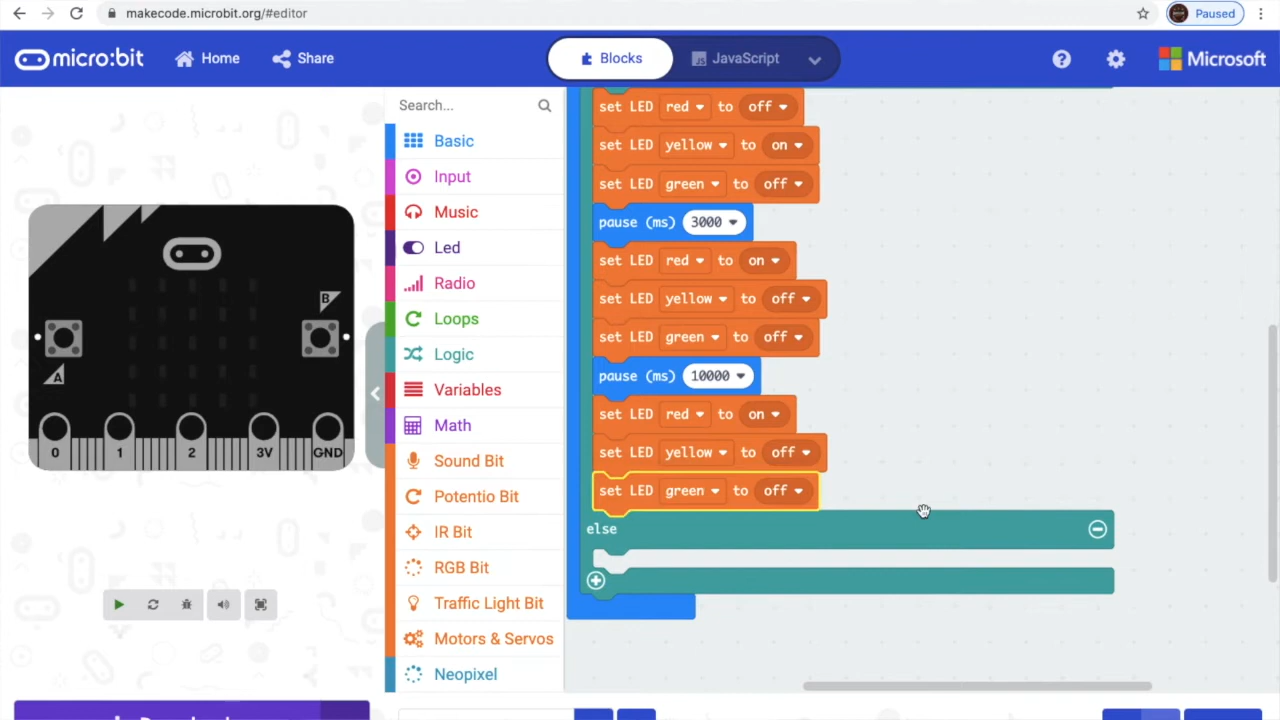 makecode.microbit.org/#editor
Paused
micro:bit
Home
Share
Blocks
JavaScript
Microsoft
Search...
Basic
Input
Music
Led
Radio
Loops
Logic
Variables
Math
Sound Bit
Potentio Bit
IR Bit
RGB Bit
Traffic Light Bit
Motors & Servos
Neopixel
B
A
0 1 2 3V GND
set LED red to off
set LED yellow to on
set LED green to off
pause (ms) 3000
set LED red to on
set LED yellow to off
set LED green to off
pause (ms) 10000
set LED red to on
set LED yellow to off
set LED green to off
else